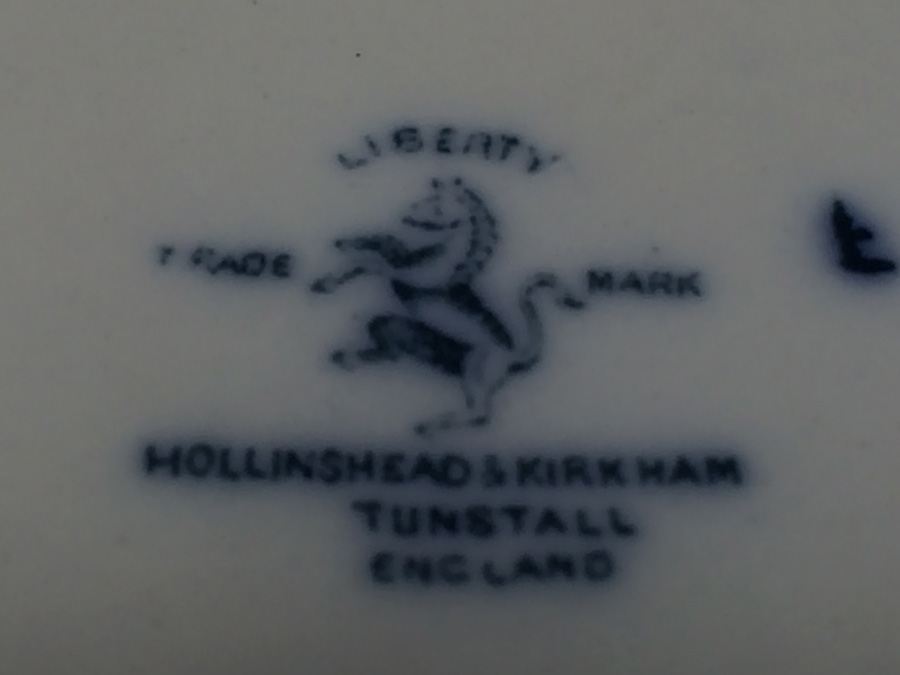 LIBERTY
TRADE MARK
HOLLINSHEAD & KIRKHAM
TUNSTALL
ENGLAND